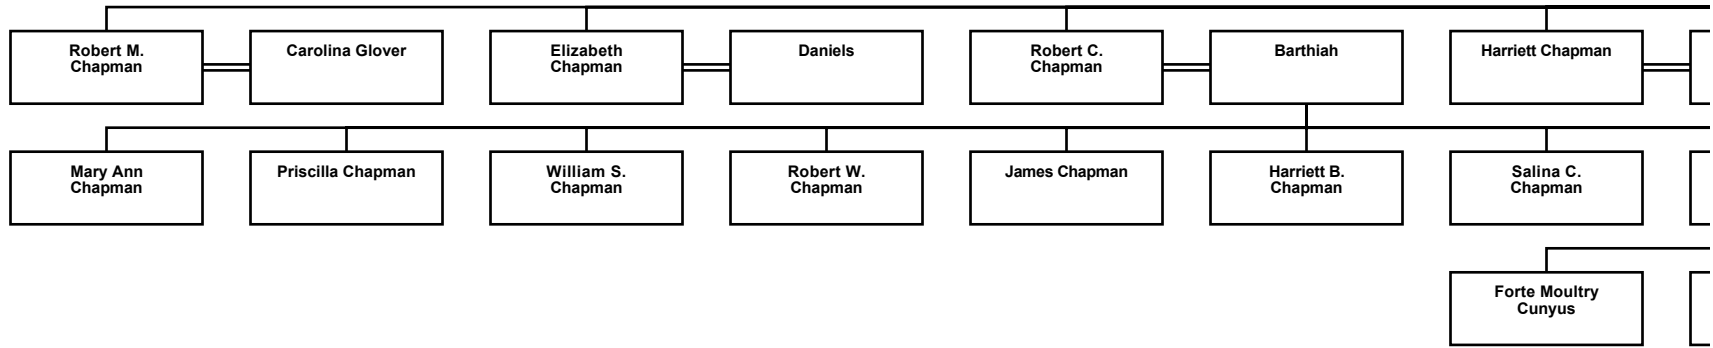 Robert M.
Chapman
Carolina Glover
Elizabeth
Chapman
Daniels
Robert C.
Chapman
Barthiah
Harriett Chapman
Mary Ann
Chapman
Priscilla Chapman
William S.
Chapman
Robert W.
Chapman
James Chapman
Harriett B.
Chapman
Salina C.
Chapman
Forte Moultry
Cunyus